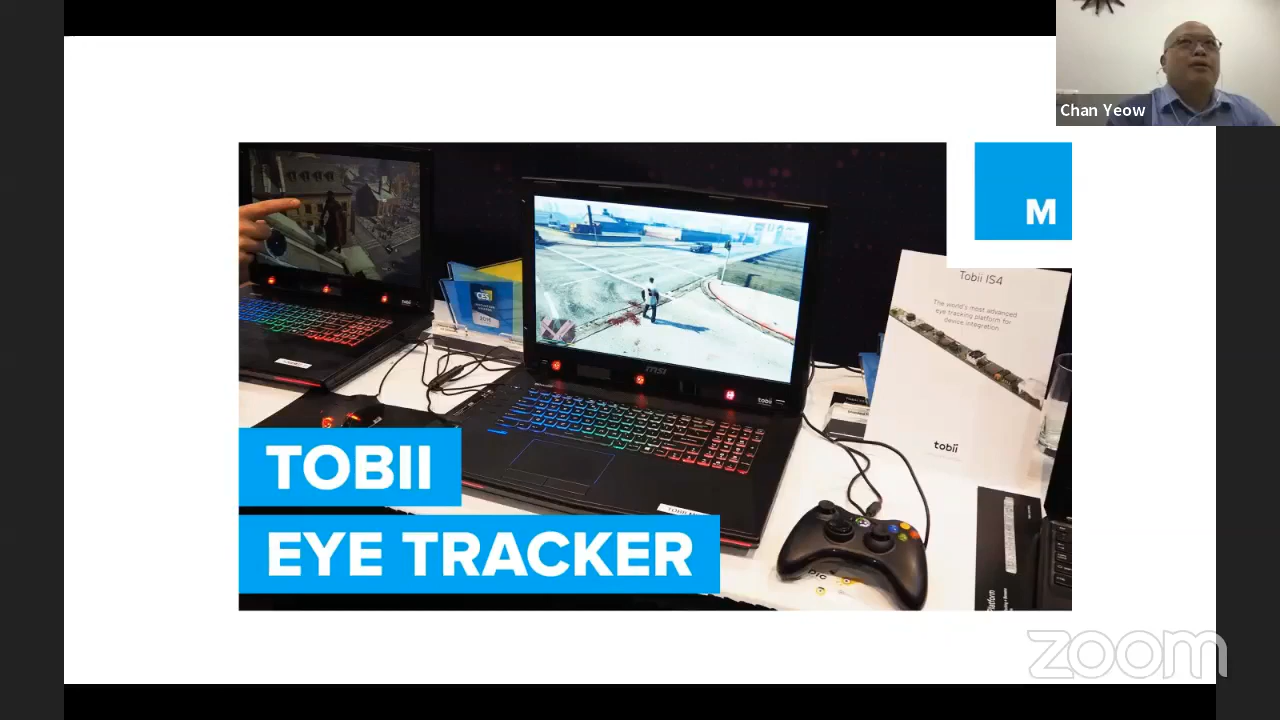 Chan Yeow
M
Tobii IS4
The world's most advanced
eye tracking platform for
device integration.
CES
msi
tobii
tobii
TOBII
EYE TRACKER
zoom